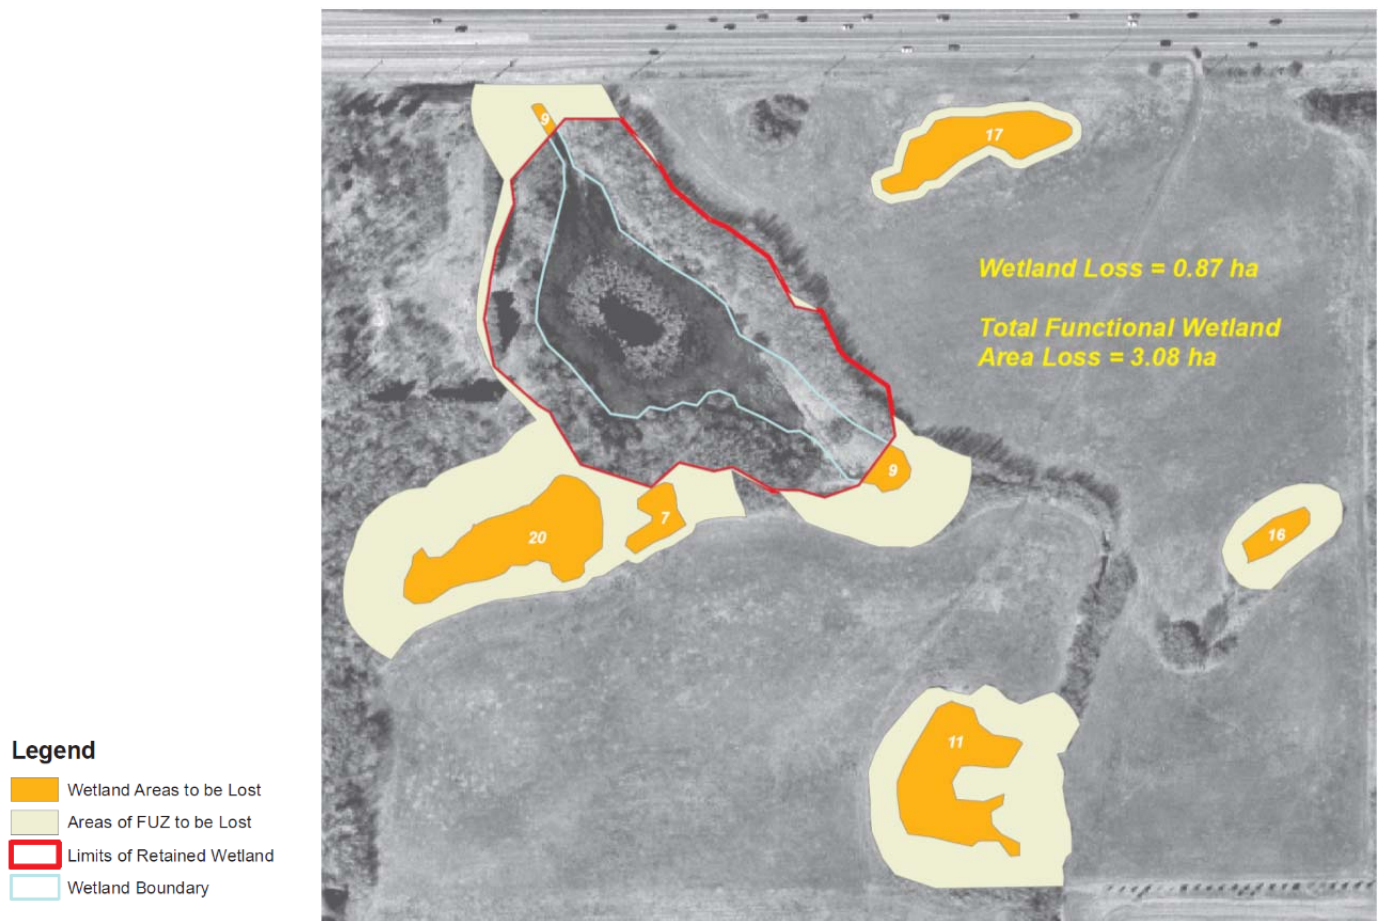 9
17
Wetland Loss = 0.87 ha
Total Functional Wetland
Area Loss = 3.08 ha
9
20
7
16
11
Legend
Wetland Areas to be Lost
Areas of FUZ to be Lost
Limits of Retained Wetland
Wetland Boundary